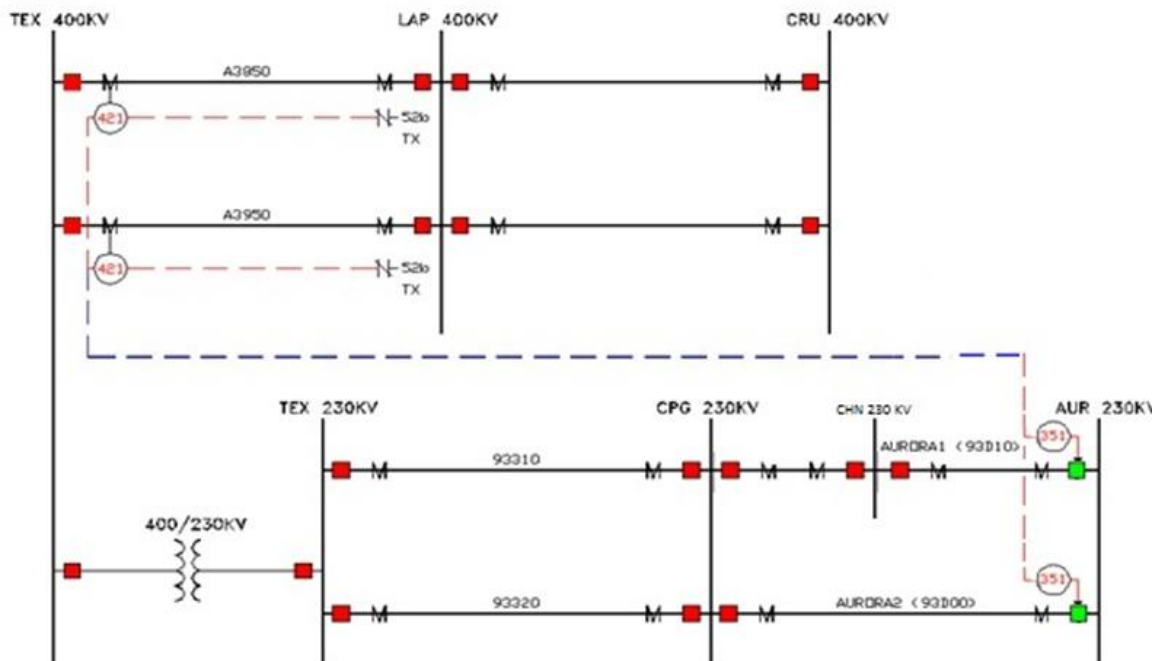 TEX 400KV
LAP 400KV
CRU 400KV
A3850
421
52b
TX
A3950
421
52b
TX
TEX 230KV
CPG 230KV
CHN 230 KV
AUR 230KV
351
AURORA1 (93D10)
93310
400/230KV
351
93320
AURORA2 (93D00)